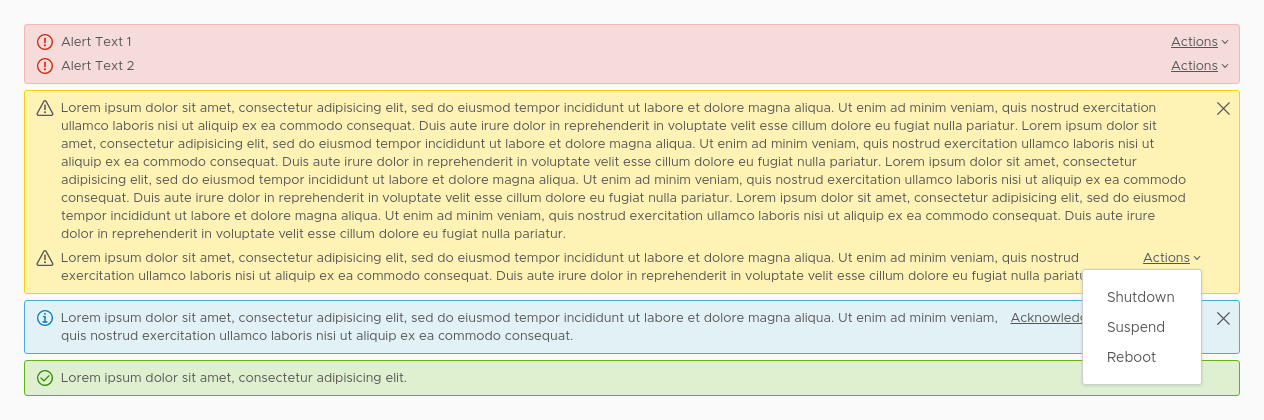 Alert Text 1 Actions
Alert Text 2 Actions
Lorem ipsum dolor sit amet, consectetur adipisicing elit, sed do eiusmod tempor incididunt ut labore et dolore magna aliqua. Ut enim ad minim veniam, quis nostrud exercitation
ullamco laboris nisi ut aliquip ex ea commodo consequat. Duis aute irure dolor in reprehenderit in voluptate velit esse cillum dolore eu fugiat nulla pariatur. Lorem ipsum dolor sit
amet, consectetur adipisicing elit, sed do eiusmod tempor incididunt ut labore et dolore magna aliqua. Ut enim ad minim veniam, quis nostrud exercitation ullamco laboris nisi ut
aliquip ex ea commodo consequat. Duis aute irure dolor in reprehenderit in voluptate velit esse cillum dolore eu fugiat nulla pariatur. Lorem ipsum dolor sit amet, consectetur
adipisicing elit, sed do eiusmod tempor incididunt ut labore et dolore magna aliqua. Ut enim ad minim veniam, quis nostrud exercitation ullamco laboris nisi ut aliquip ex ea commodo
consequat. Duis aute irure dolor in reprehenderit in voluptate velit esse cillum dolore eu fugiat nulla pariatur. Lorem ipsum dolor sit amet, consectetur adipisicing elit, sed do eiusmod
tempor incididunt ut labore et dolore magna aliqua. Ut enim ad minim veniam, quis nostrud exercitation ullamco laboris nisi ut aliquip ex ea commodo consequat. Duis aute irure
dolor in reprehenderit in voluptate velit esse cillum dolore eu fugiat nulla pariatur.
Lorem ipsum dolor sit amet, consectetur adipisicing elit, sed do eiusmod tempor incididunt ut labore et dolore magna aliqua. Ut enim ad minim veniam, quis nostrud Actions
exercitation ullamco laboris nisi ut aliquip ex ea commodo consequat. Duis aute irure dolor in reprehenderit in voluptate velit esse cillum dolore eu fugiat nulla
Shutdown
Suspend
Reboot
Lorem ipsum dolor sit amet, consectetur adipisicing elit, sed do eiusmod tempor incididunt ut labore et dolore magna aliqua. Ut enim ad minim veniam,
quis nostrud exercitation ullamco laboris nisi ut aliquip ex ea commodo consequat.
Lorem ipsum dolor sit amet, consectetur adipisicing elit.